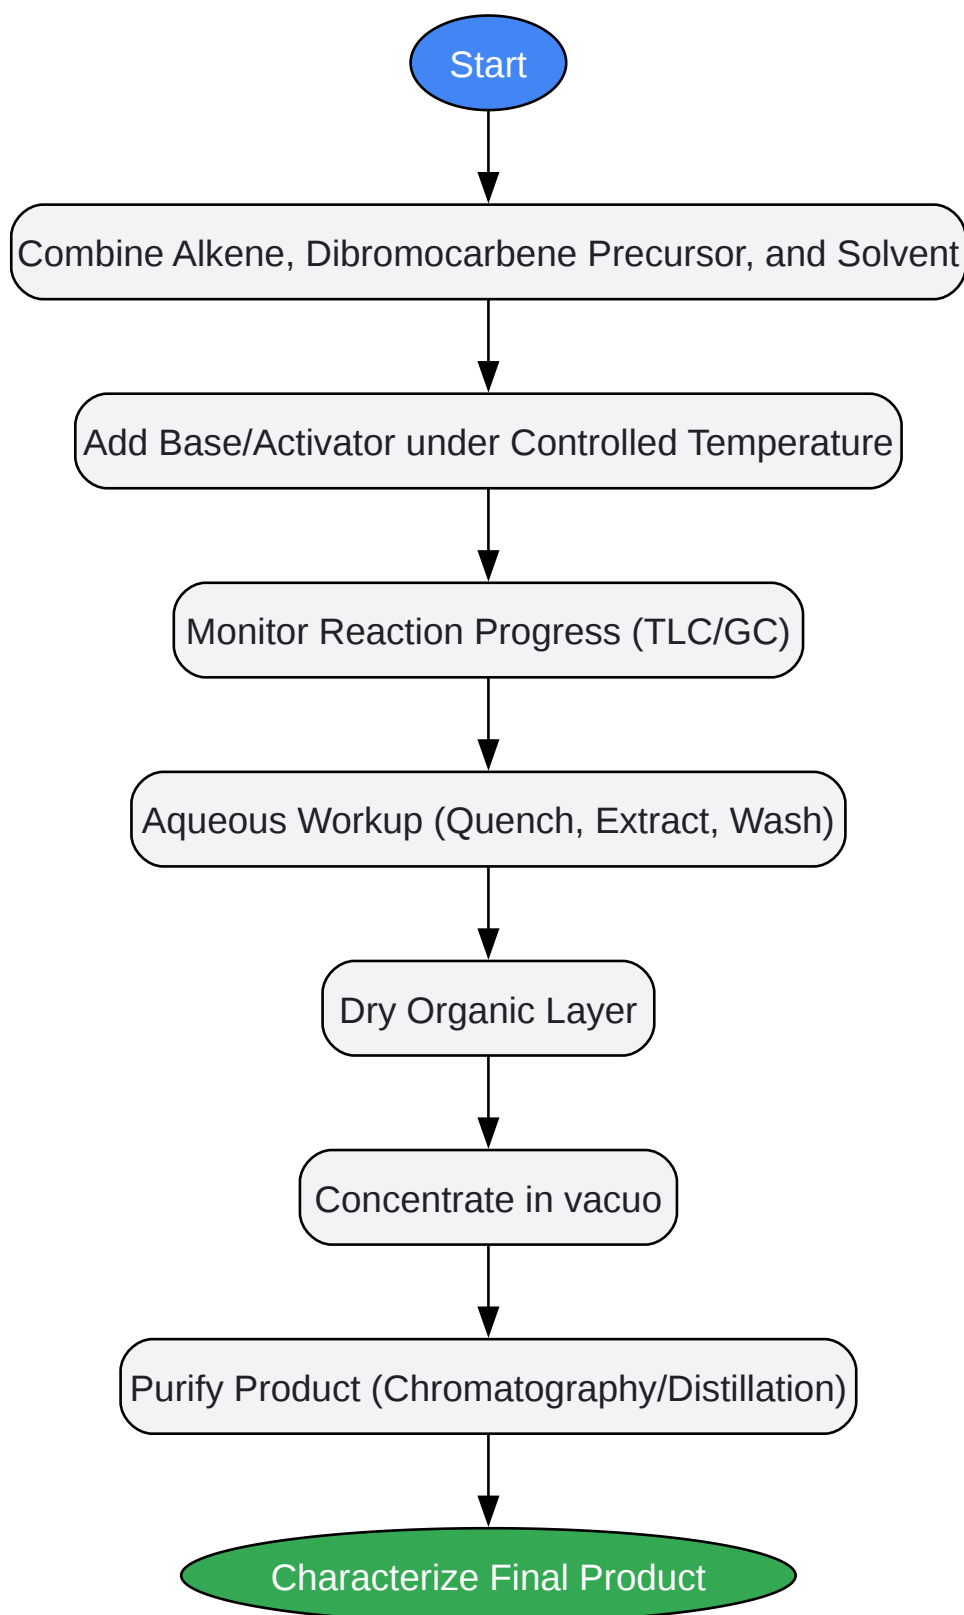 Start
Combine Alkene, Dibromocarbene Precursor, and Solvent
Add Base/Activator under Controlled Temperature
Monitor Reaction Progress (TLC/GC)
Aqueous Workup (Quench, Extract, Wash)
Dry Organic Layer
Concentrate in vacuo
Purify Product (Chromatography/Distillation)
Characterize Final Product